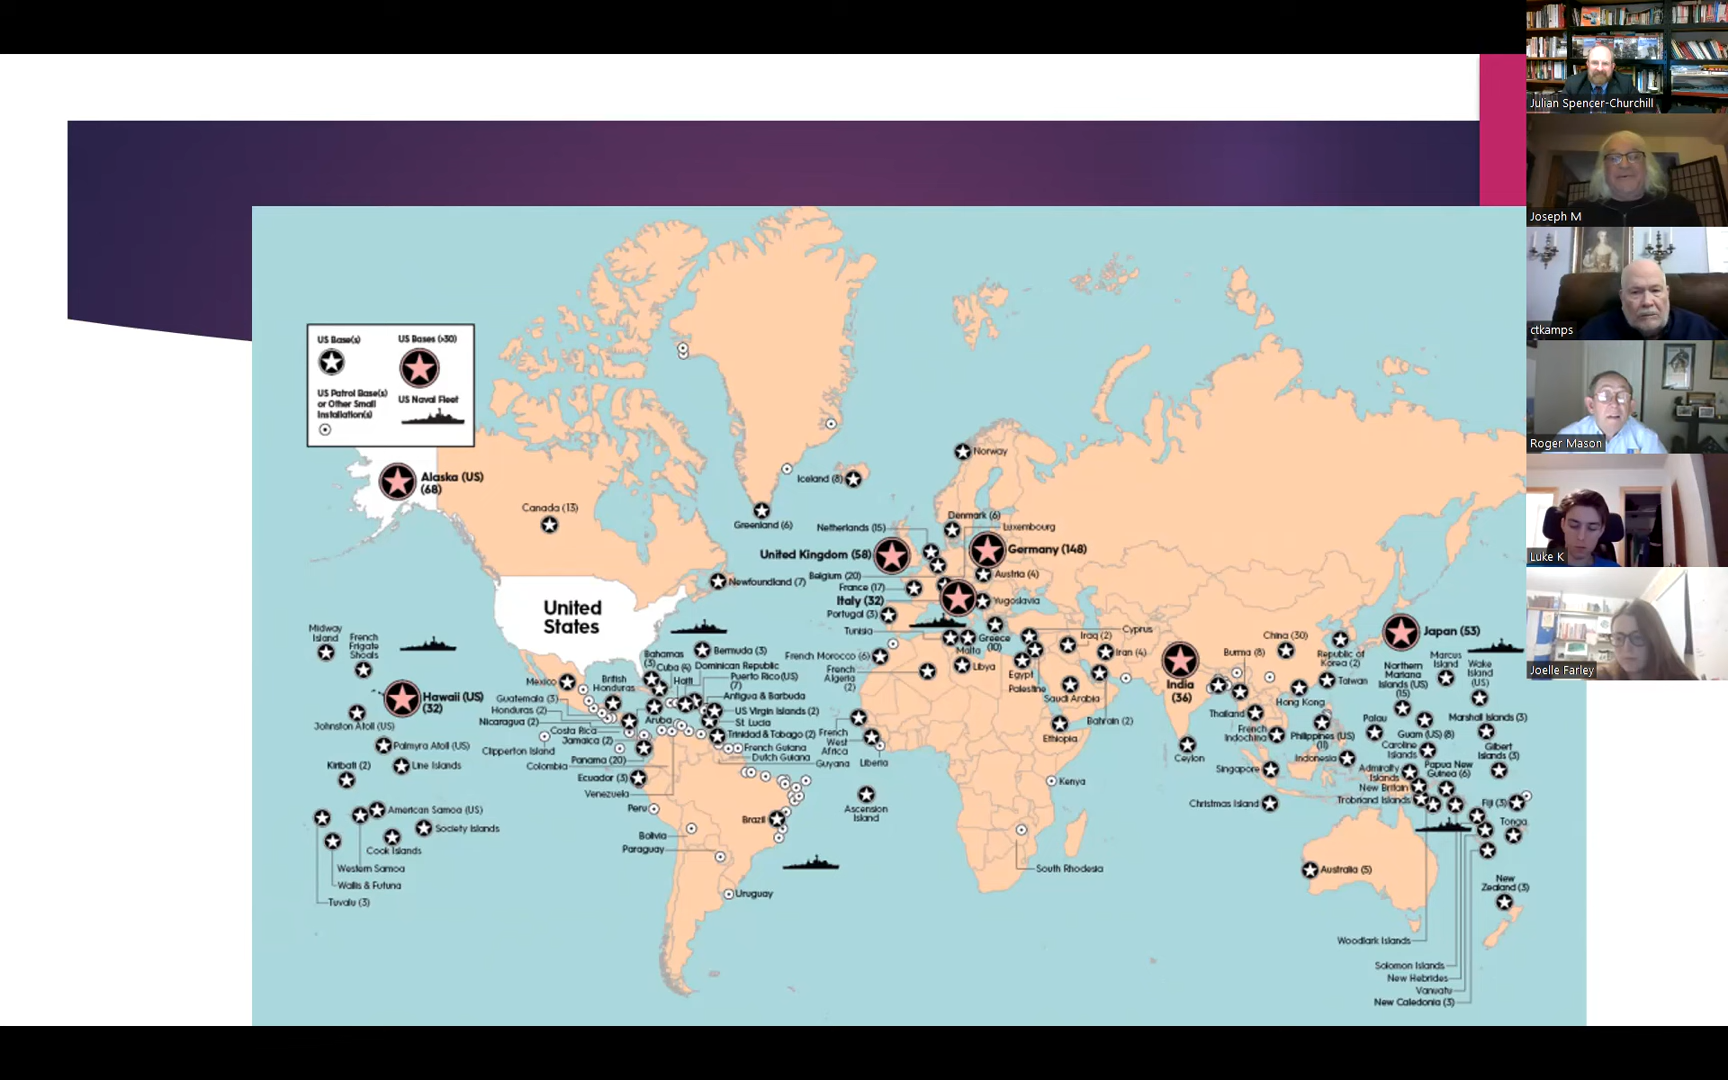 US Base(s)
US Bases (>30)
US Patrol Base(s)
or Other Small
Installation(s)
US Naval Fleet
Alaska (US)
(68)
Canada (13)
United
States
Greenland (6)
Iceland (8)
Norway
Denmark (6)
Luxembourg
Netherlands (15)
United Kingdom (58)
Germany (148)
Belgium (20)
Austria (4)
France (17)
Italy (32)
Yugoslavia
Portugal (3)
Newfoundland (7)
Tunisia
Greece
(10)
Malta
Cyprus
Iraq (2)
Iran (4)
French Morocco (6)
French
Algeria
(2)
Libya
Egypt
Palestine
Saudi Arabia
Bahrain (2)
Ethiopia
French
West
Africa
Liberia
Kenya
South Rhodesia
Ascension
Island
Midway
Island
French
Frigate
Shoals
Hawaii (US)
(32)
Johnston Atoll (US)
Palmyra Atoll (US)
Kiribati (2)
Line Islands
American Samoa (US)
Society Islands
Cook Islands
Western Samoa
Wallis & Futuna
Tuvalu (3)
Bermuda (3)
Bahamas
(3)
Cuba (4)
Haiti
Dominican Republic
Puerto Rico (US)
(7)
Antigua & Barbuda
US Virgin Islands (2)
St. Lucia
Trinidad & Tobago (2)
French Guiana
Dutch Guiana
Guyana
Aruba
Mexico
British
Honduras
Guatemala (3)
Honduras (2)
Nicaragua (2)
Costa Rica
Jamaica (2)
Clipperton Island
Panama (20)
Colombia
Ecuador (3)
Venezuela
Peru
Brazil
Bolivia
Paraguay
Uruguay
India
(36)
Ceylon
Burma (8)
China (30)
Republic of
Korea (2)
Japan (53)
Taiwan
Hong Kong
Thailand
French
Indochina
Philippines (US)
(11)
Indonesia
Singapore
Christmas Island
Northern
Mariana
Islands (US)
(15)
Marcus
Island
Wake
Island
(US)
Palau
Guam (US) (8)
Marshall Islands (3)
Caroline
Islands
Gilbert
Islands (3)
Admiralty
Islands
Papua New
Guinea (6)
New Britain
Trobriand Islands
Fiji (3)
Tonga
Australia (5)
New
Zealand (3)
Woodlark Islands
Solomon Islands
New Hebrides
Vanuatu
New Caledonia (3)
Julian Spencer-Churchill
Joseph M
ctkamps
Roger Mason
Luke K
Joelle Farley